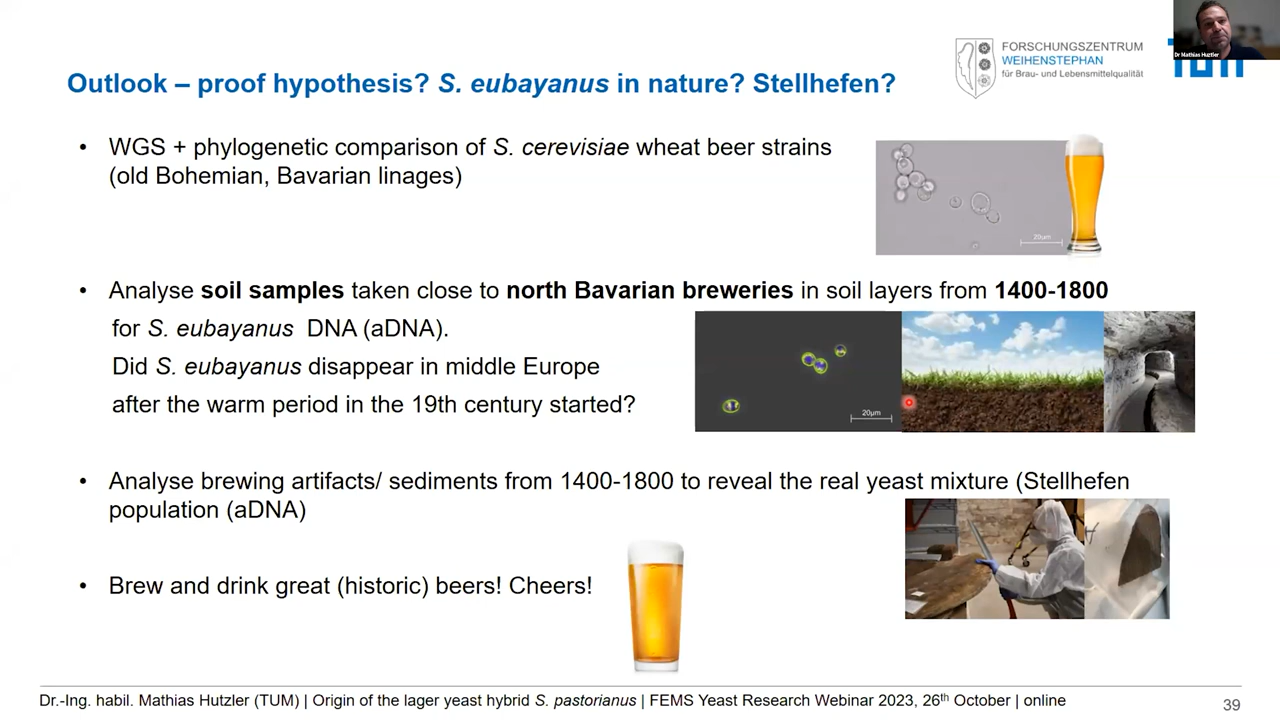 Dr Mathias Hutzler
FORSCHUNGSZENTRUM
WEIHENSTEPHAN
für Brau- und Lebensmittelqualität
Outlook – proof hypothesis? S. eubayanus in nature? Stellhefen?
• WGS + phylogenetic comparison of S. cerevisiae wheat beer strains
(old Bohemian, Bavarian linages)
20µm
• Analyse soil samples taken close to north Bavarian breweries in soil layers from 1400-1800
for S. eubayanus DNA (aDNA).
Did S. eubayanus disappear in middle Europe
after the warm period in the 19th century started?
20µm
• Analyse brewing artifacts/ sediments from 1400-1800 to reveal the real yeast mixture (Stellhefen
population (aDNA)
• Brew and drink great (historic) beers! Cheers!
Dr.-Ing. habil. Mathias Hutzler (TUM) | Origin of the lager yeast hybrid S. pastorianus | FEMS Yeast Research Webinar 2023, 26th October | online
39